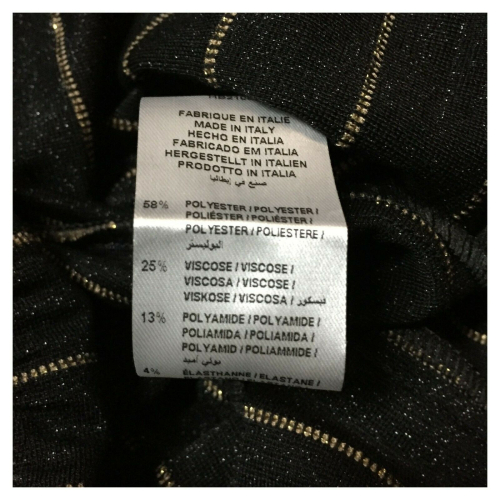 FABRIQUE EN ITALIE
MADE IN ITALY
HECHO EN ITALIA
FABRICADO EM ITALIA
HERGESTELLT IN ITALIEN
PRODOTTO IN ITALIA
صنع في إيطاليا
58% POLYESTER / POLYESTER /
POLIÉSTER / POLIÉSTER /
POLYESTER / POLIESTERE /
البوليستر
25% VISCOSE / VISCOSE /
VISCOSA / VISCOSE /
VISKOSE / VISCOSA / فيسكوز
13% POLYAMIDE / POLYAMIDE /
POLIAMIDA / POLIAMIDA /
POLYAMID / POLIAMMIDE /
بولي أميد
4% ÉLASTHANNE / ELASTANE /